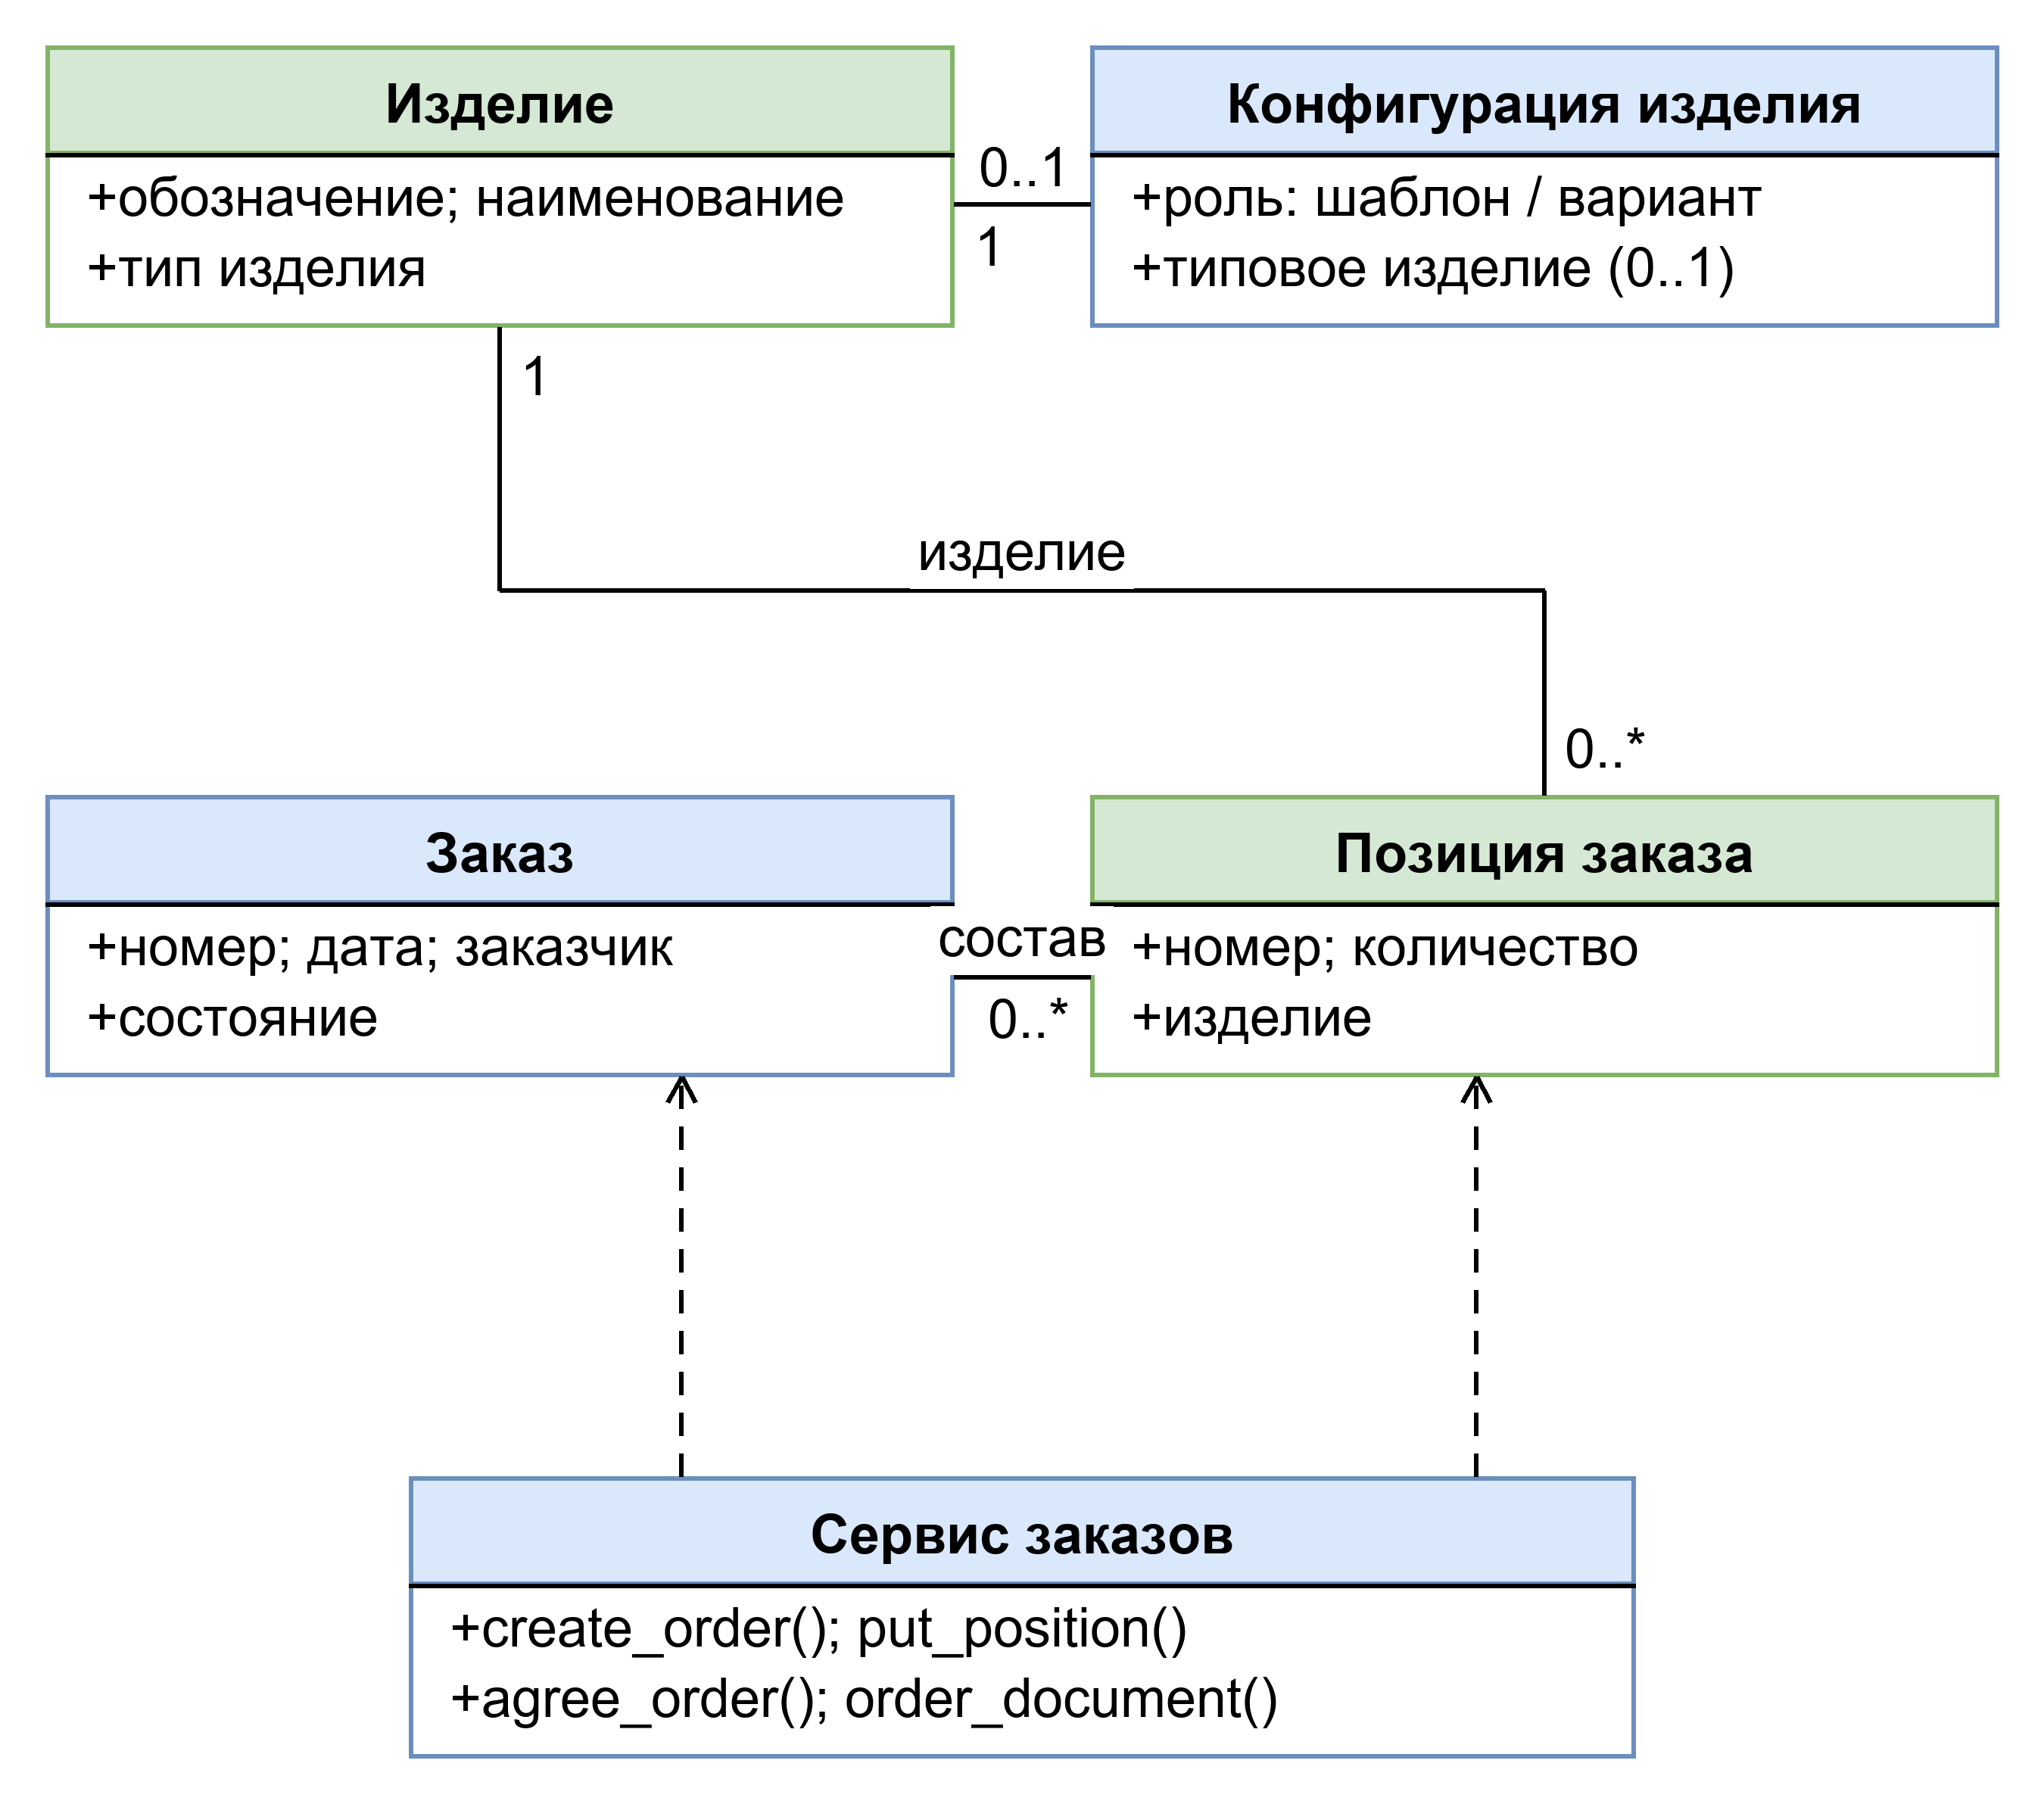 Изделие
+обозначение; наименование
+тип изделия
0..1
1
Конфигурация изделия
+роль: шаблон / вариант
+типовое изделие (0..1)
1
изделие
0..*
Заказ
+номер; дата; заказчик
+состояние
состав
0..*
Позиция заказа
+номер; количество
+изделие
Сервис заказов
+create_order(); put_position()
+agree_order(); order_document()